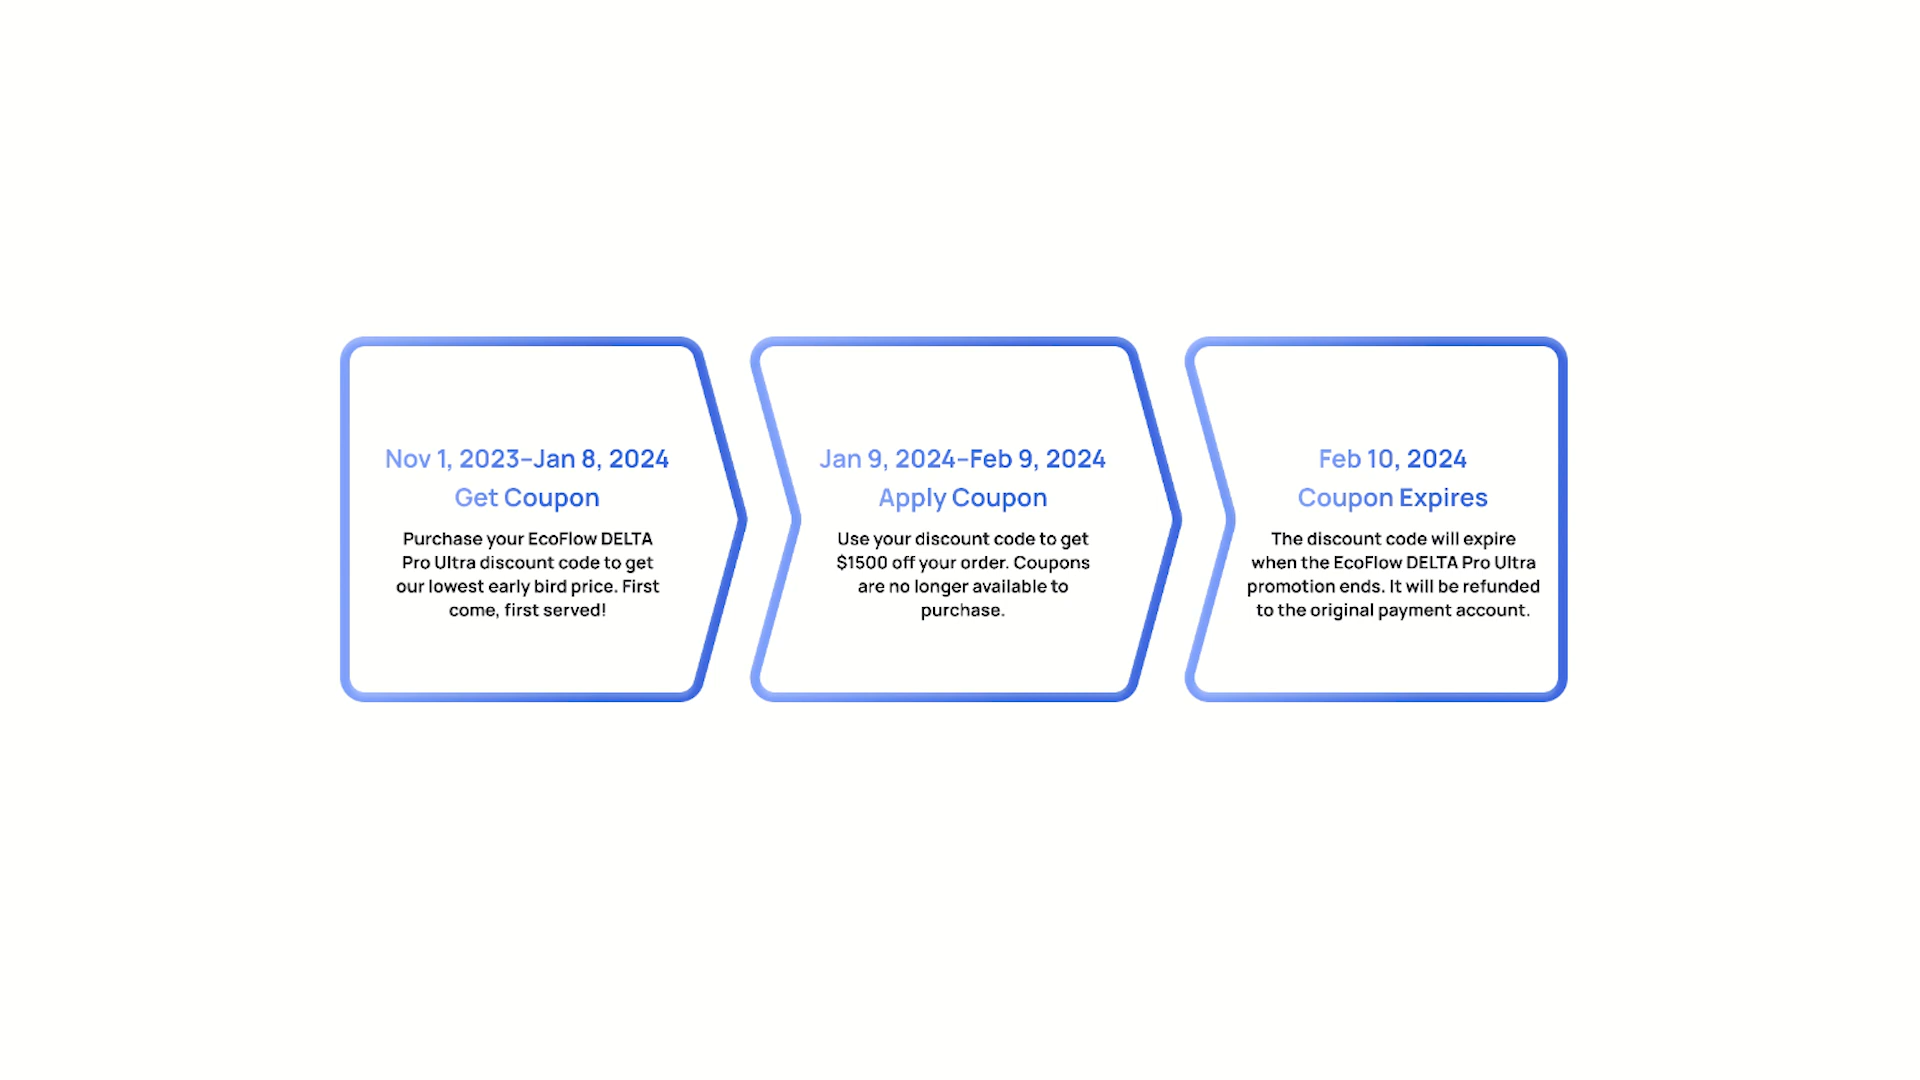 Nov 1, 2023–Jan 8, 2024
Get Coupon
Purchase your EcoFlow DELTA
Pro Ultra discount code to get
our lowest early bird price. First
come, first served!
Jan 9, 2024–Feb 9, 2024
Apply Coupon
Use your discount code to get
$1500 off your order. Coupons
are no longer available to
purchase.
Feb 10, 2024
Coupon Expires
The discount code will expire
when the EcoFlow DELTA Pro Ultra
promotion ends. It will be refunded
to the original payment account.